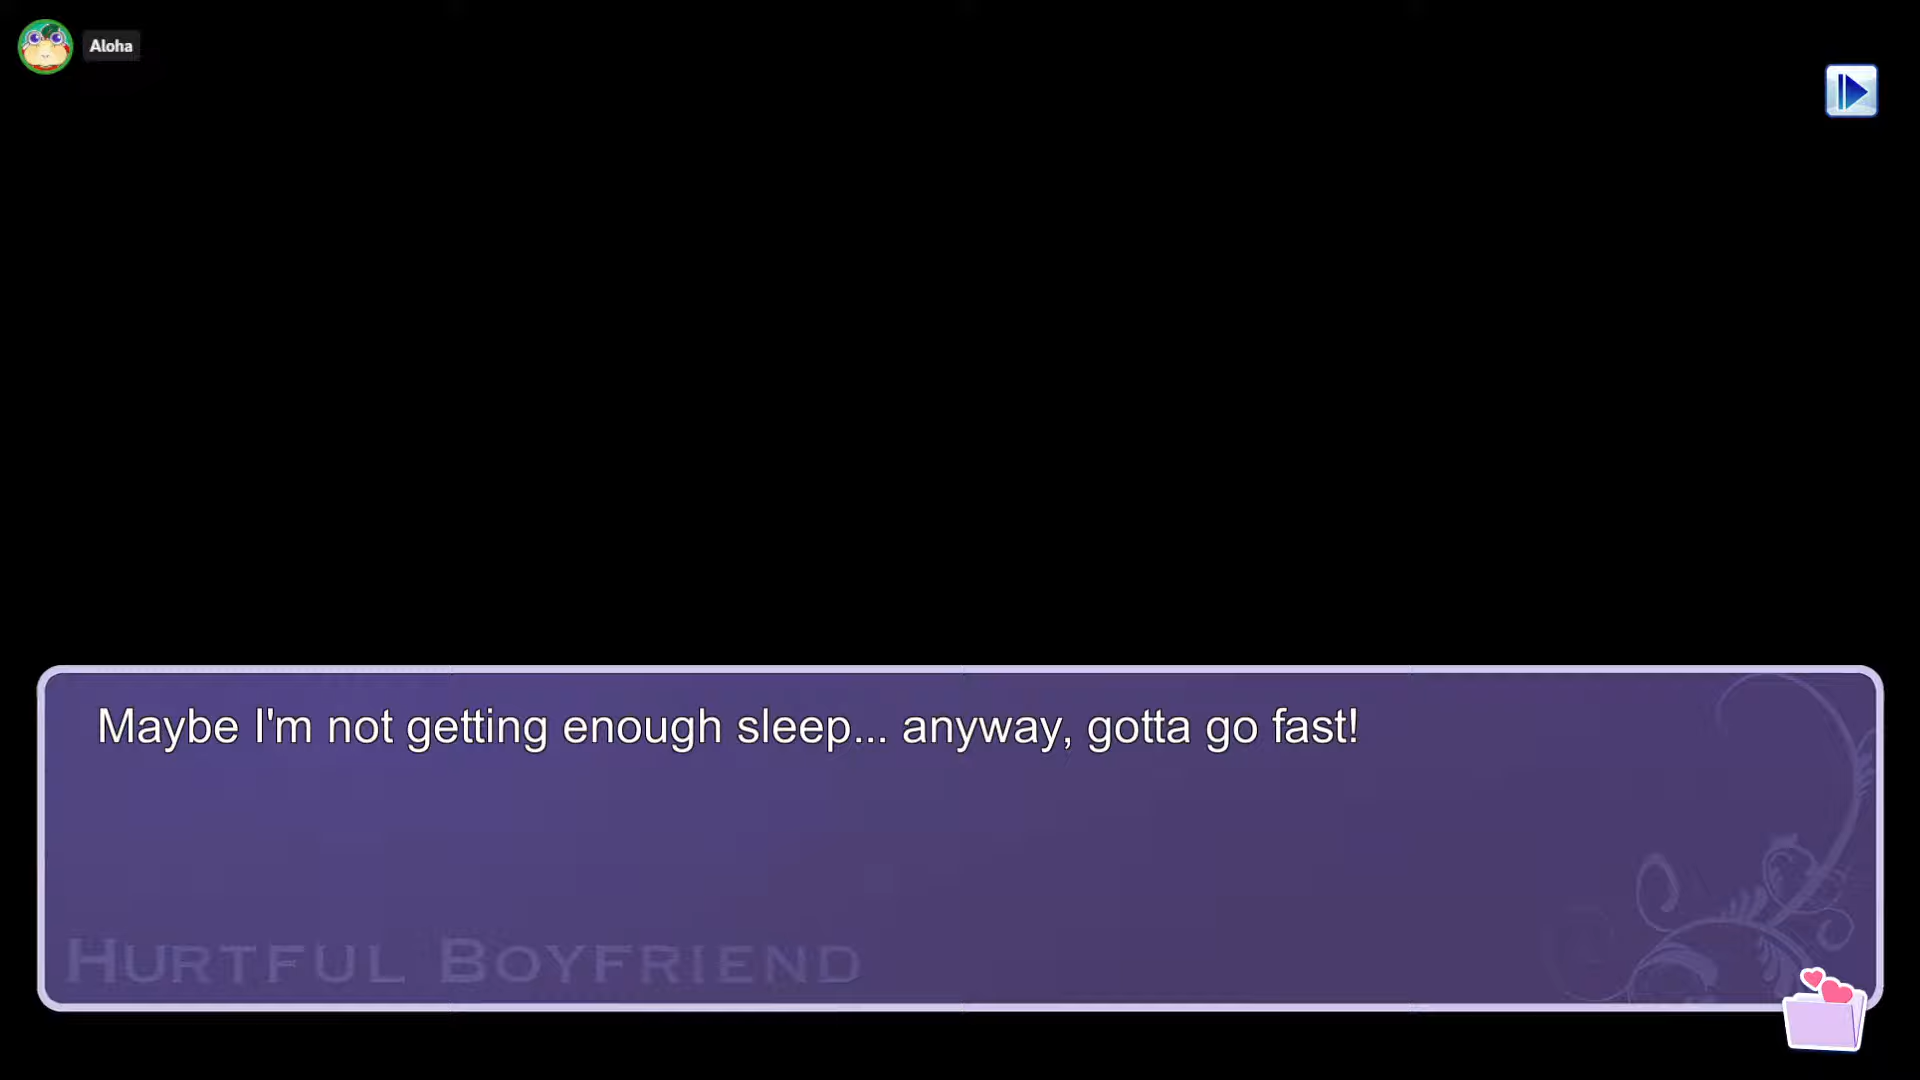 Aloha
Maybe I'm not getting enough sleep... anyway, gotta go fast!
HURTFUL BOYFRIEND